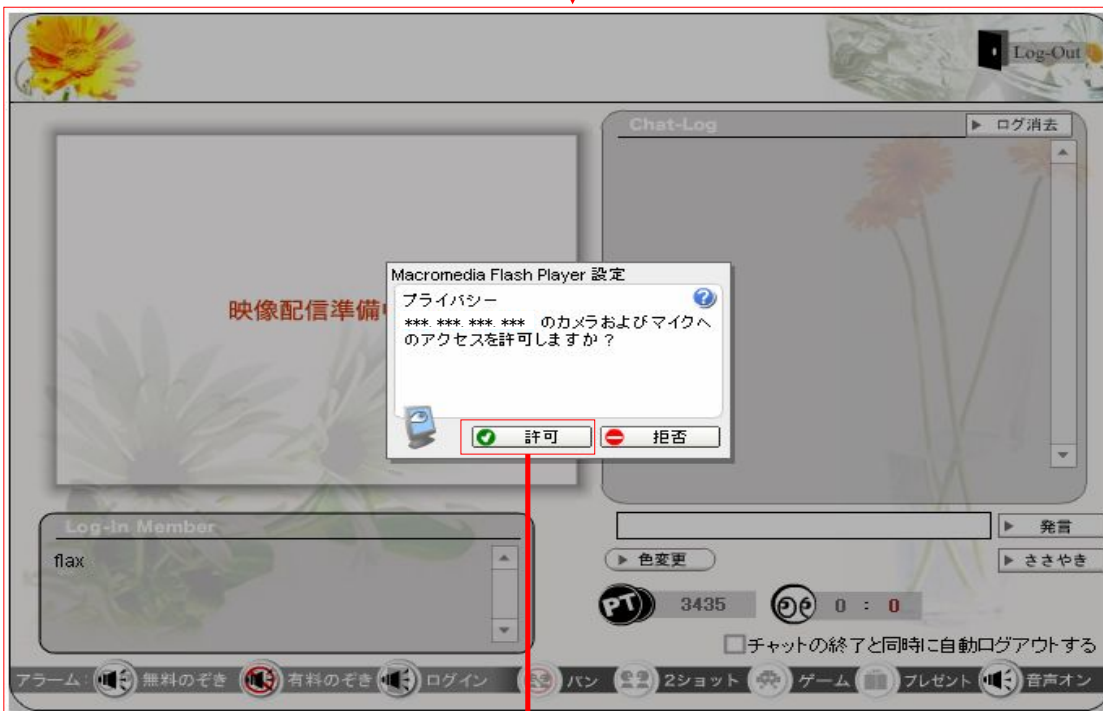 Log-Out
Chat-Log
ログ消去
映像配信準備
Macromedia Flash Player 設定
プライバシー
***. ***. ***. *** のカメラおよびマイクへ
のアクセスを許可しますか?
許可
拒否
Log-In Member
flax
発言
色変更
ささやき
PT
3435
0 : 0
チャットの終了と同時に自動ログアウトする
アラーム: 無料のぞき 有料のぞき ログイン パン 2ショット ゲーム プレゼント 音声オン